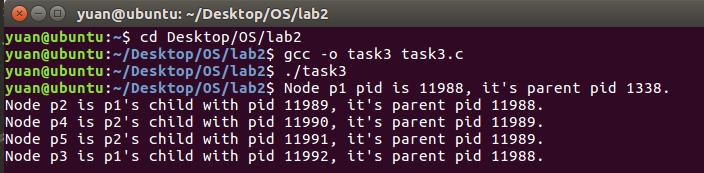 yuan@ubuntu: ~/Desktop/OS/lab2
yuan@ubuntu:~$ cd Desktop/OS/lab2
yuan@ubuntu:~/Desktop/OS/lab2$ gcc -o task3 task3.c
yuan@ubuntu:~/Desktop/OS/lab2$ ./task3
yuan@ubuntu:~/Desktop/OS/lab2$ Node p1 pid is 11988, it's parent pid 1338.
Node p2 is p1's child with pid 11989, it's parent pid 11988.
Node p4 is p2's child with pid 11990, it's parent pid 11989.
Node p5 is p2's child with pid 11991, it's parent pid 11989.
Node p3 is p1's child with pid 11992, it's parent pid 11988.